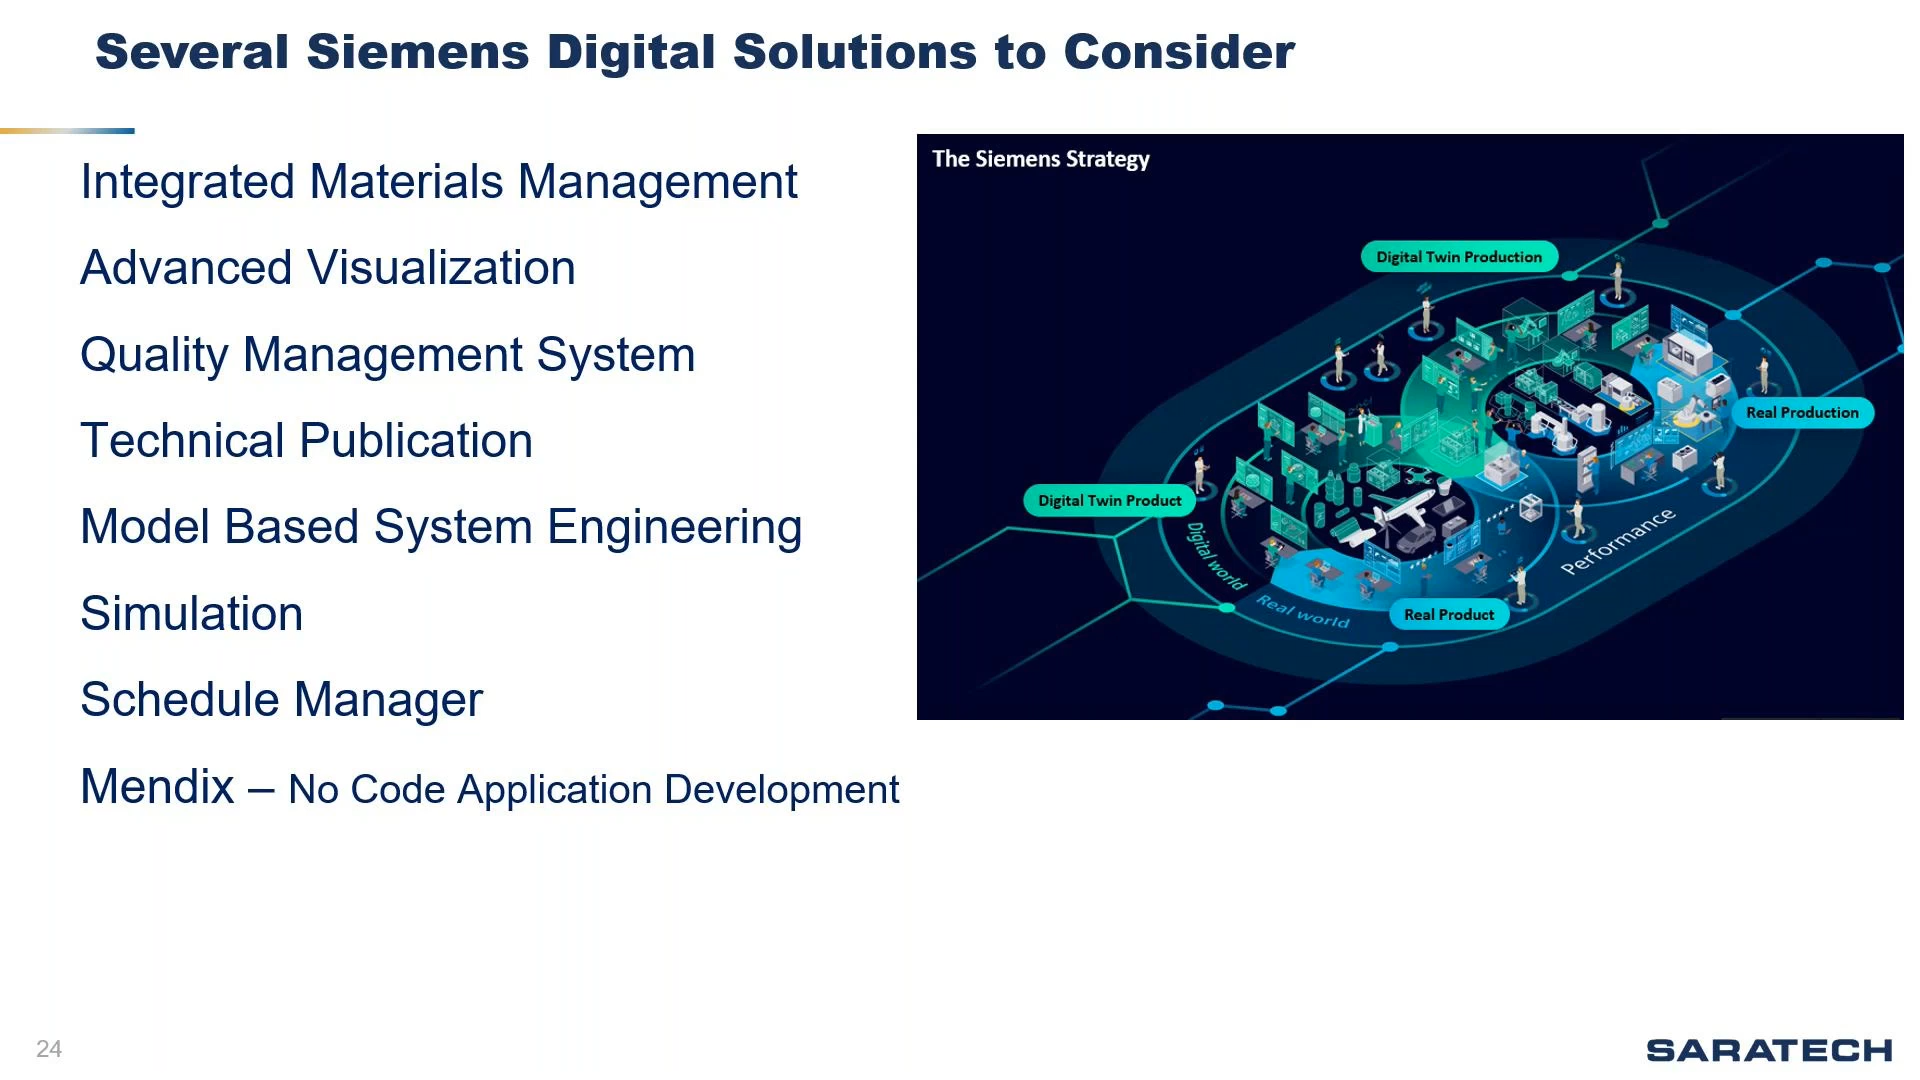 Several Siemens Digital Solutions to Consider
Integrated Materials Management
Advanced Visualization
Quality Management System
Technical Publication
Model Based System Engineering
Simulation
Schedule Manager
Mendix – No Code Application Development
The Siemens Strategy
Digital Twin Production
Real Production
Digital Twin Product
Digital world
Real world
Performance
Real Product
24
SARATECH